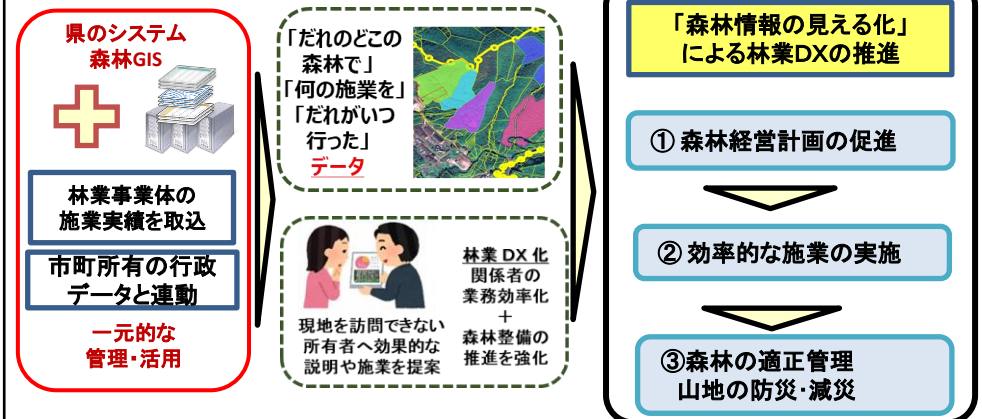 県のシステム
森林GIS
林業事業体の
施業実績を取込
市町所有の行政
データと連動
一元的な
管理・活用
「だれのどこの
森林で」
「何の施業を」
「だれがいつ
行った」
データ
現地を訪問できない
所有者へ効果的な
説明や施業を提案
林業 DX 化
関係者の
業務効率化
+
森林整備の
推進を強化
「森林情報の見える化」
による林業DXの推進
① 森林経営計画の促進
② 効率的な施業の実施
③森林の適正管理
山地の防災・減災